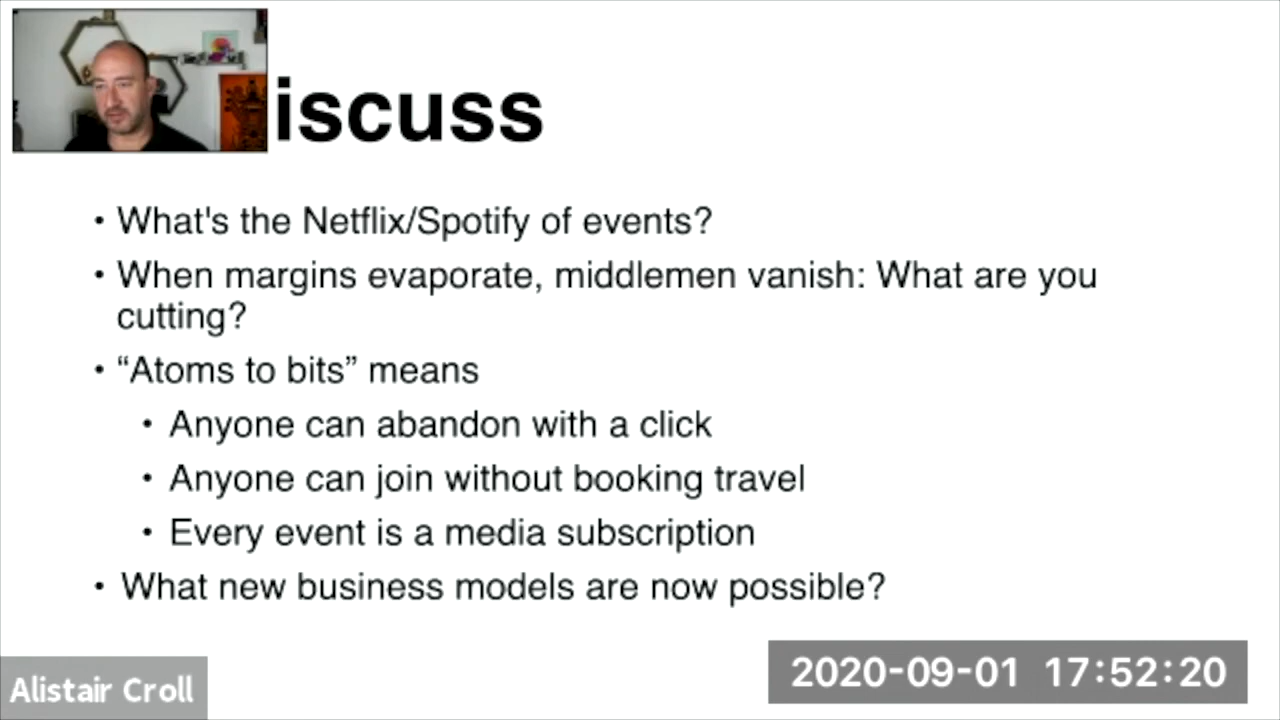 iscuss
• What's the Netflix/Spotify of events?
• When margins evaporate, middlemen vanish: What are you
cutting?
• “Atoms to bits” means
• Anyone can abandon with a click
• Anyone can join without booking travel
• Every event is a media subscription
• What new business models are now possible?
Alistair Croll
2020-09-01 17:52:20